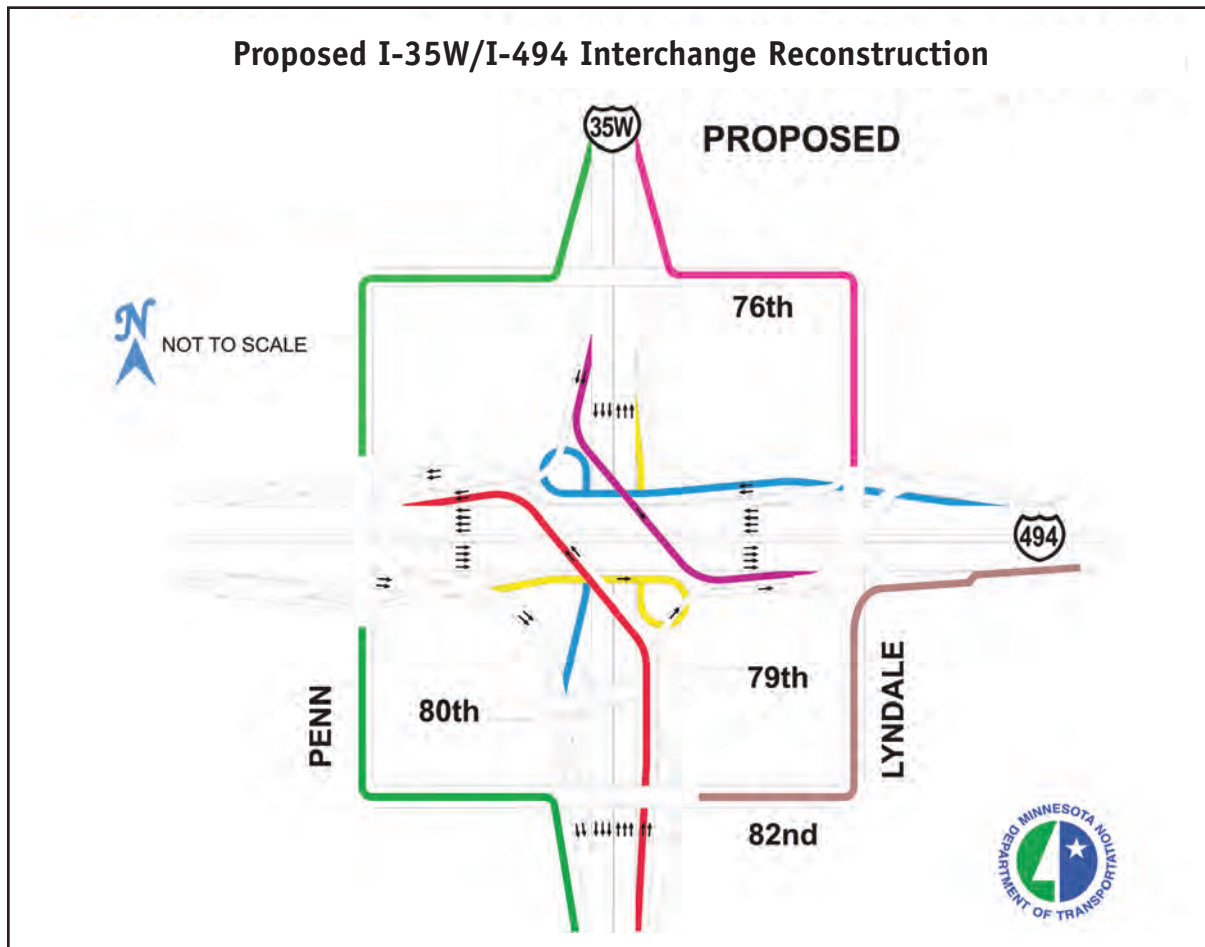 Proposed I-35W/I-494 Interchange Reconstruction
35W
PROPOSED
76th
N
NOT TO SCALE
494
PENN
80th
79th
LYNDALE
82nd
MINNESOTA DEPARTMENT OF TRANSPORTATION